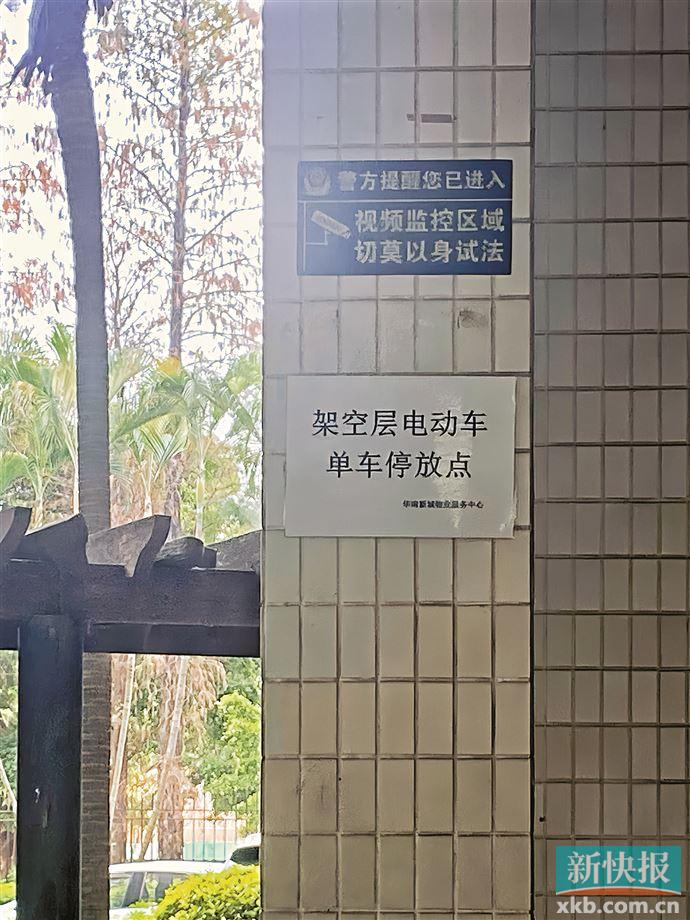 警方提醒您已进入
视频监控区域
切莫以身试法
架空层电动车
单车停放点
华南新城物业服务中心
新快报
xkb.com.cn